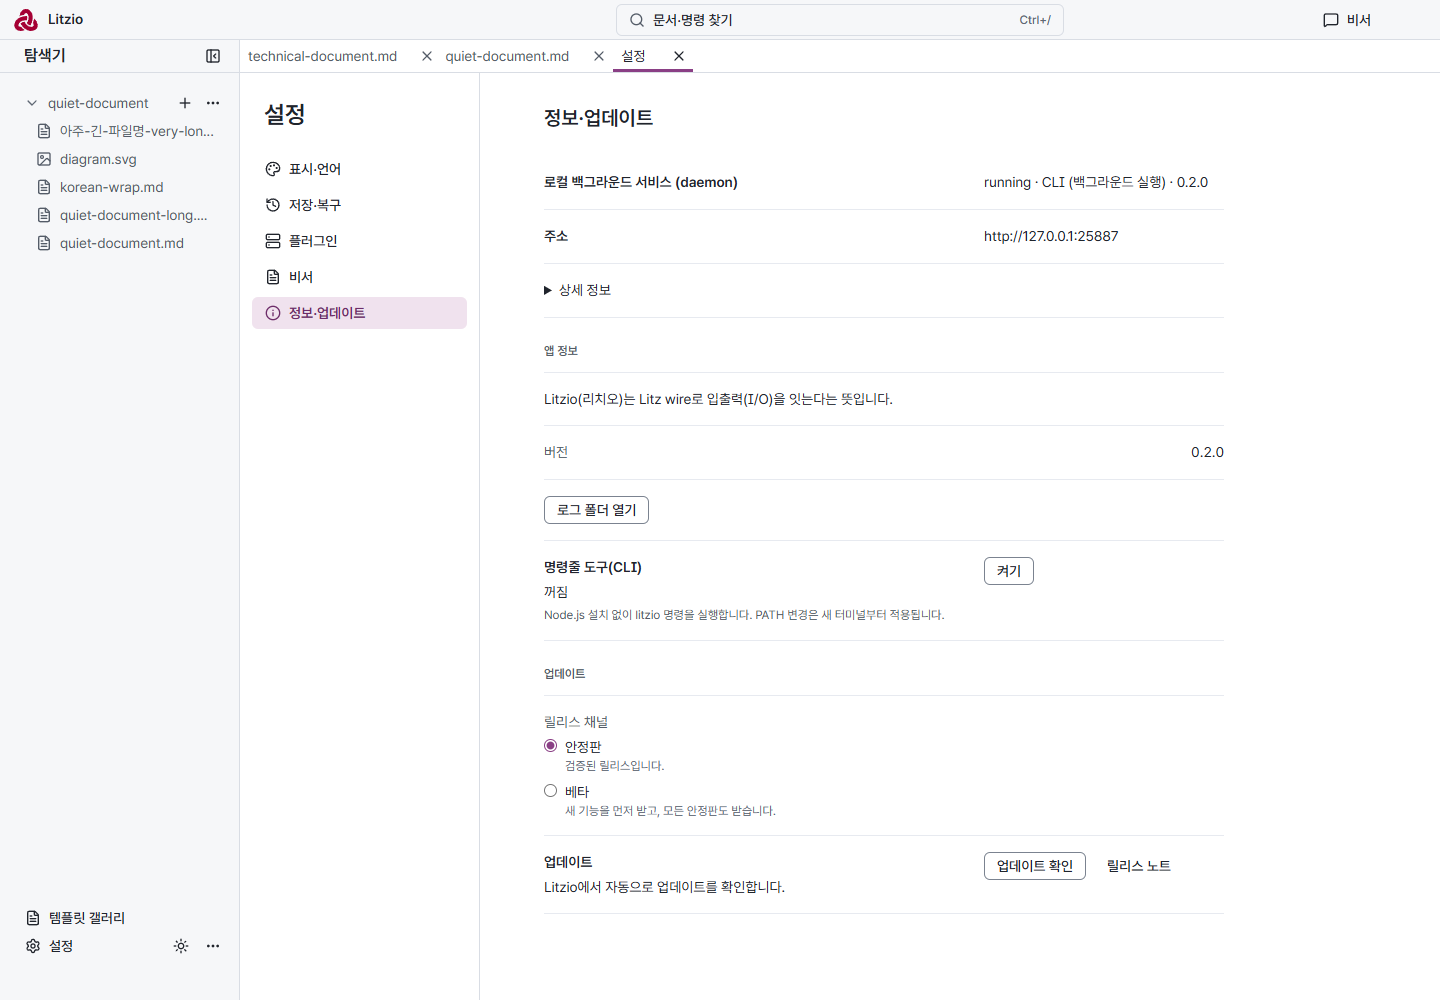 Litzio
문서·명령 찾기
Ctrl+/
비서
탐색기
technical-document.md
quiet-document.md
설정
quiet-document
아주-긴-파일명-very-lon...
diagram.svg
korean-wrap.md
quiet-document-long....
quiet-document.md
템플릿 갤러리
설정
설정
표시·언어
저장·복구
플러그인
비서
정보·업데이트
정보·업데이트
로컬 백그라운드 서비스 (daemon)
running · CLI (백그라운드 실행) · 0.2.0
주소
http://127.0.0.1:25887
상세 정보
앱 정보
Litzio(리치오)는 Litz wire로 입출력(I/O)을 잇는다는 뜻입니다.
버전
0.2.0
로그 폴더 열기
명령줄 도구(CLI)
켜기
꺼짐
Node.js 설치 없이 litzio 명령을 실행합니다. PATH 변경은 새 터미널부터 적용됩니다.
업데이트
릴리스 채널
안정판
검증된 릴리스입니다.
베타
새 기능을 먼저 받고, 모든 안정판도 받습니다.
업데이트
업데이트 확인
릴리스 노트
Litzio에서 자동으로 업데이트를 확인합니다.